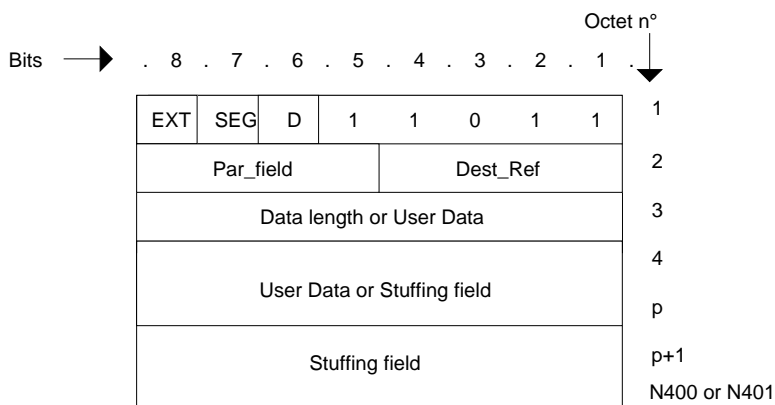 Octet n°
Bits . 8 . 7 . 6 . 5 . 4 . 3 . 2 . 1 .
EXT SEG D 1 1 0 1 1 1
Par_field Dest_Ref 2
Data length or User Data 3
4
User Data or Stuffing field
p
Stuffing field p+1
N400 or N401